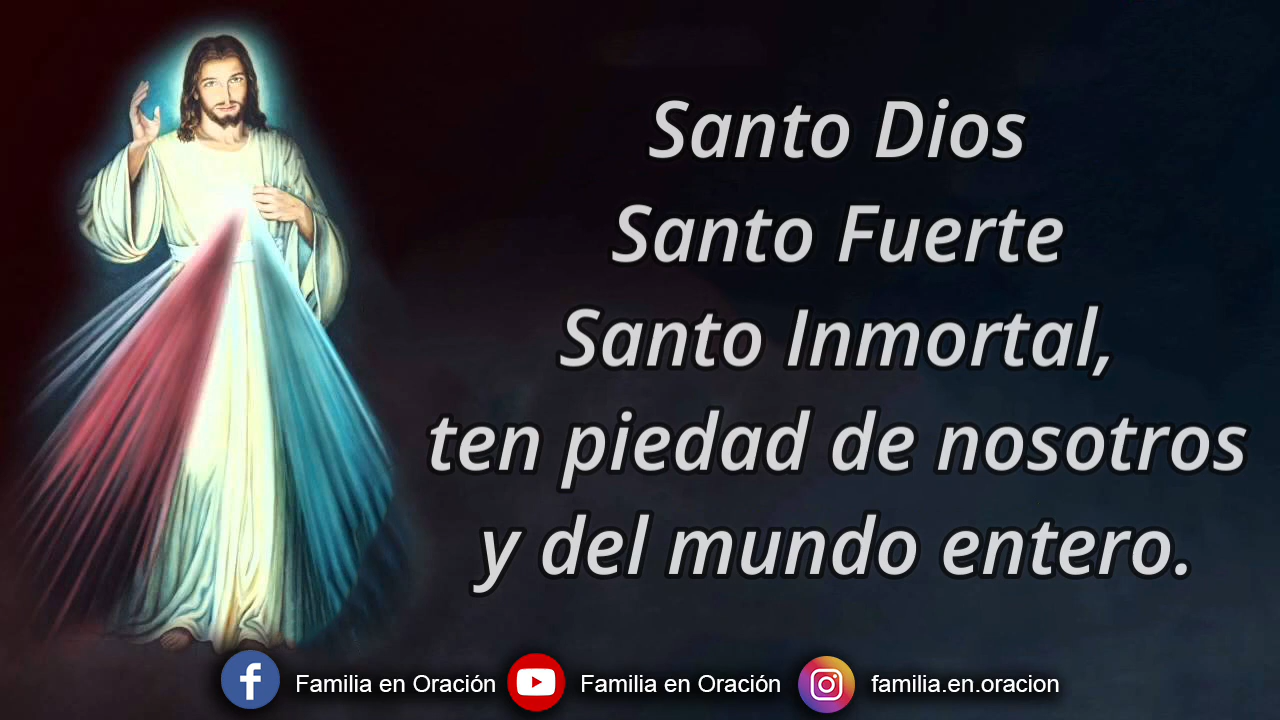 Santo Dios
Santo Fuerte
Santo Inmortal,
ten piedad de nosotros
y del mundo entero.
Familia en Oración
Familia en Oración
familia.en.oracion